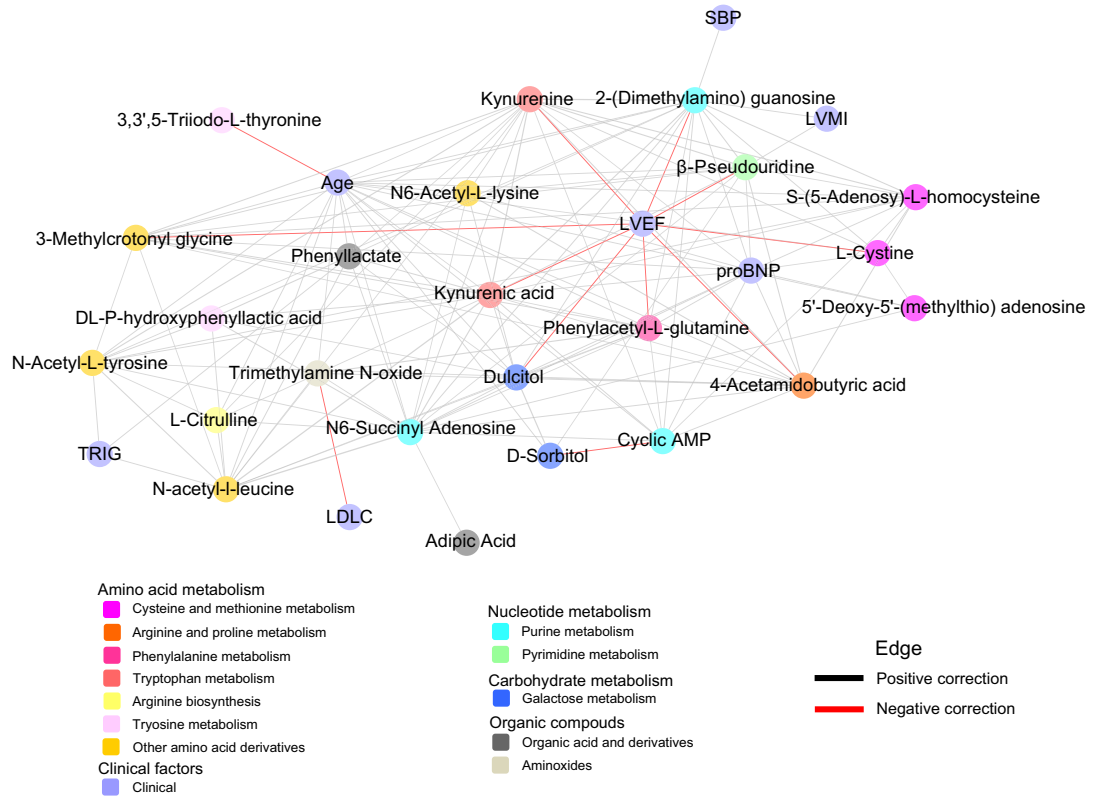 SBP
Kynurenine
2-(Dimethylamino) guanosine
3,3',5-Triiodo-L-thyronine
LVMI
β-Pseudouridine
Age
N6-Acetyl-L-lysine
S-(5-Adenosy)-L-homocysteine
LVEF
3-Methylcrotonyl glycine
Phenyllactate
L-Cystine
proBNP
Kynurenic acid
5'-Deoxy-5'-(methylthio) adenosine
DL-P-hydroxyphenyllactic acid
Phenylacetyl-L-glutamine
N-Acetyl-L-tyrosine
Trimethylamine N-oxide
Dulcitol
4-Acetamidobutyric acid
L-Citrulline
N6-Succinyl Adenosine
Cyclic AMP
TRIG
D-Sorbitol
N-acetyl-l-leucine
LDLC
Adipic Acid
Amino acid metabolism
Cysteine and methionine metabolism
Arginine and proline metabolism
Phenylalanine metabolism
Tryptophan metabolism
Arginine biosynthesis
Tryosine metabolism
Other amino acid derivatives
Clinical factors
Clinical
Nucleotide metabolism
Purine metabolism
Pyrimidine metabolism
Carbohydrate metabolism
Galactose metabolism
Organic compouds
Organic acid and derivatives
Aminoxides
Edge
Positive correction
Negative correction